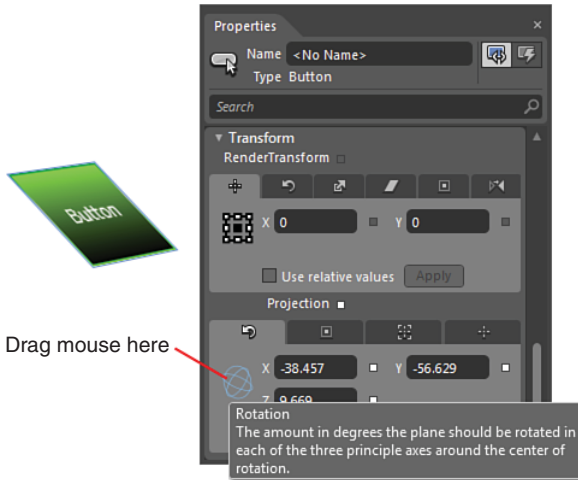 Properties
Name <No Name>
Type Button
Search
Transform
RenderTransform
X 0 Y 0
Use relative values Apply
Projection
Button
Drag mouse here
X -38.457 Y -56.629
Z 9.669
Rotation
The amount in degrees the plane should be rotated in
each of the three principle axes around the center of
rotation.